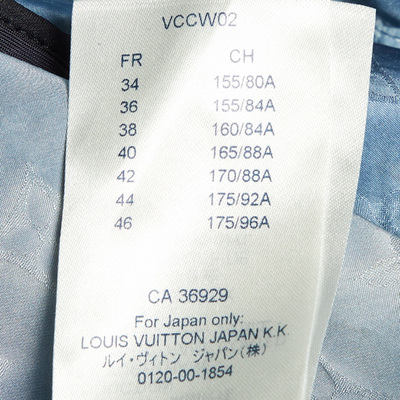 VCCW02
FR CH
34 155/80A
36 155/84A
38 160/84A
40 165/88A
42 170/88A
44 175/92A
46 175/96A
CA 36929
For Japan only:
LOUIS VUITTON JAPAN K.K.
ルイ・ヴィトン ジャパン(株)
0120-00-1854